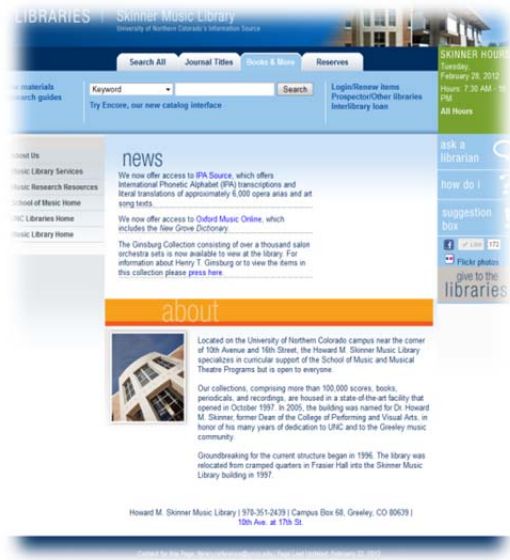 LIBRARIES | Skinner Music Library
University of Northern Colorado's Information Source
Search All Journal Titles Books & More Reserves
SKINNER HOURS
Tuesday,
February 28, 2012
Hours: 7:30 AM - 
PM
All Hours
materials
guides
Keyword Search
Try Encore, our new catalog interface
Login/Renew items
Prospector/Other libraries
Interlibrary loan
ask a
librarian
how do i
suggestion
box
Like 172
Flickr photos
give to the
libraries
About Us
Music Library Services
Music Research Resources
School of Music Home
UNC Libraries Home
Music Library Home
news
We now offer access to IPA Source, which offers
International Phonetic Alphabet (IPA) transcriptions and
literal translations of approximately 6,000 opera arias and art
song texts.
We now offer access to Oxford Music Online, which
includes the New Grove Dictionary.
The Ginsburg Collection consisting of over a thousand salon
orchestra sets is now available to view at the library. For
information about Henry T. Ginsburg or to view the items in
this collection please press here.
about
Located on the University of Northern Colorado campus near the corner
of 10th Avenue and 16th Street, the Howard M. Skinner Music Library
specializes in curricular support of the School of Music and Musical
Theatre Programs but is open to everyone.
Our collections, comprising more than 100,000 scores, books,
periodicals, and recordings, are housed in a state-of-the-art facility that
opened in October 1997. In 2005, the building was named for Dr. Howard
M. Skinner, former Dean of the College of Performing and Visual Arts, in
honor of his many years of dedication to UNC and to the Greeley music
community.
Groundbreaking for the current structure began in 1996. The library was
relocated from cramped quarters in Frasier Hall into the Skinner Music
Library building in 1997.
Howard M. Skinner Music Library | 970-351-2439 | Campus Box 68, Greeley, CO 80639 |
10th Ave. at 17th St.